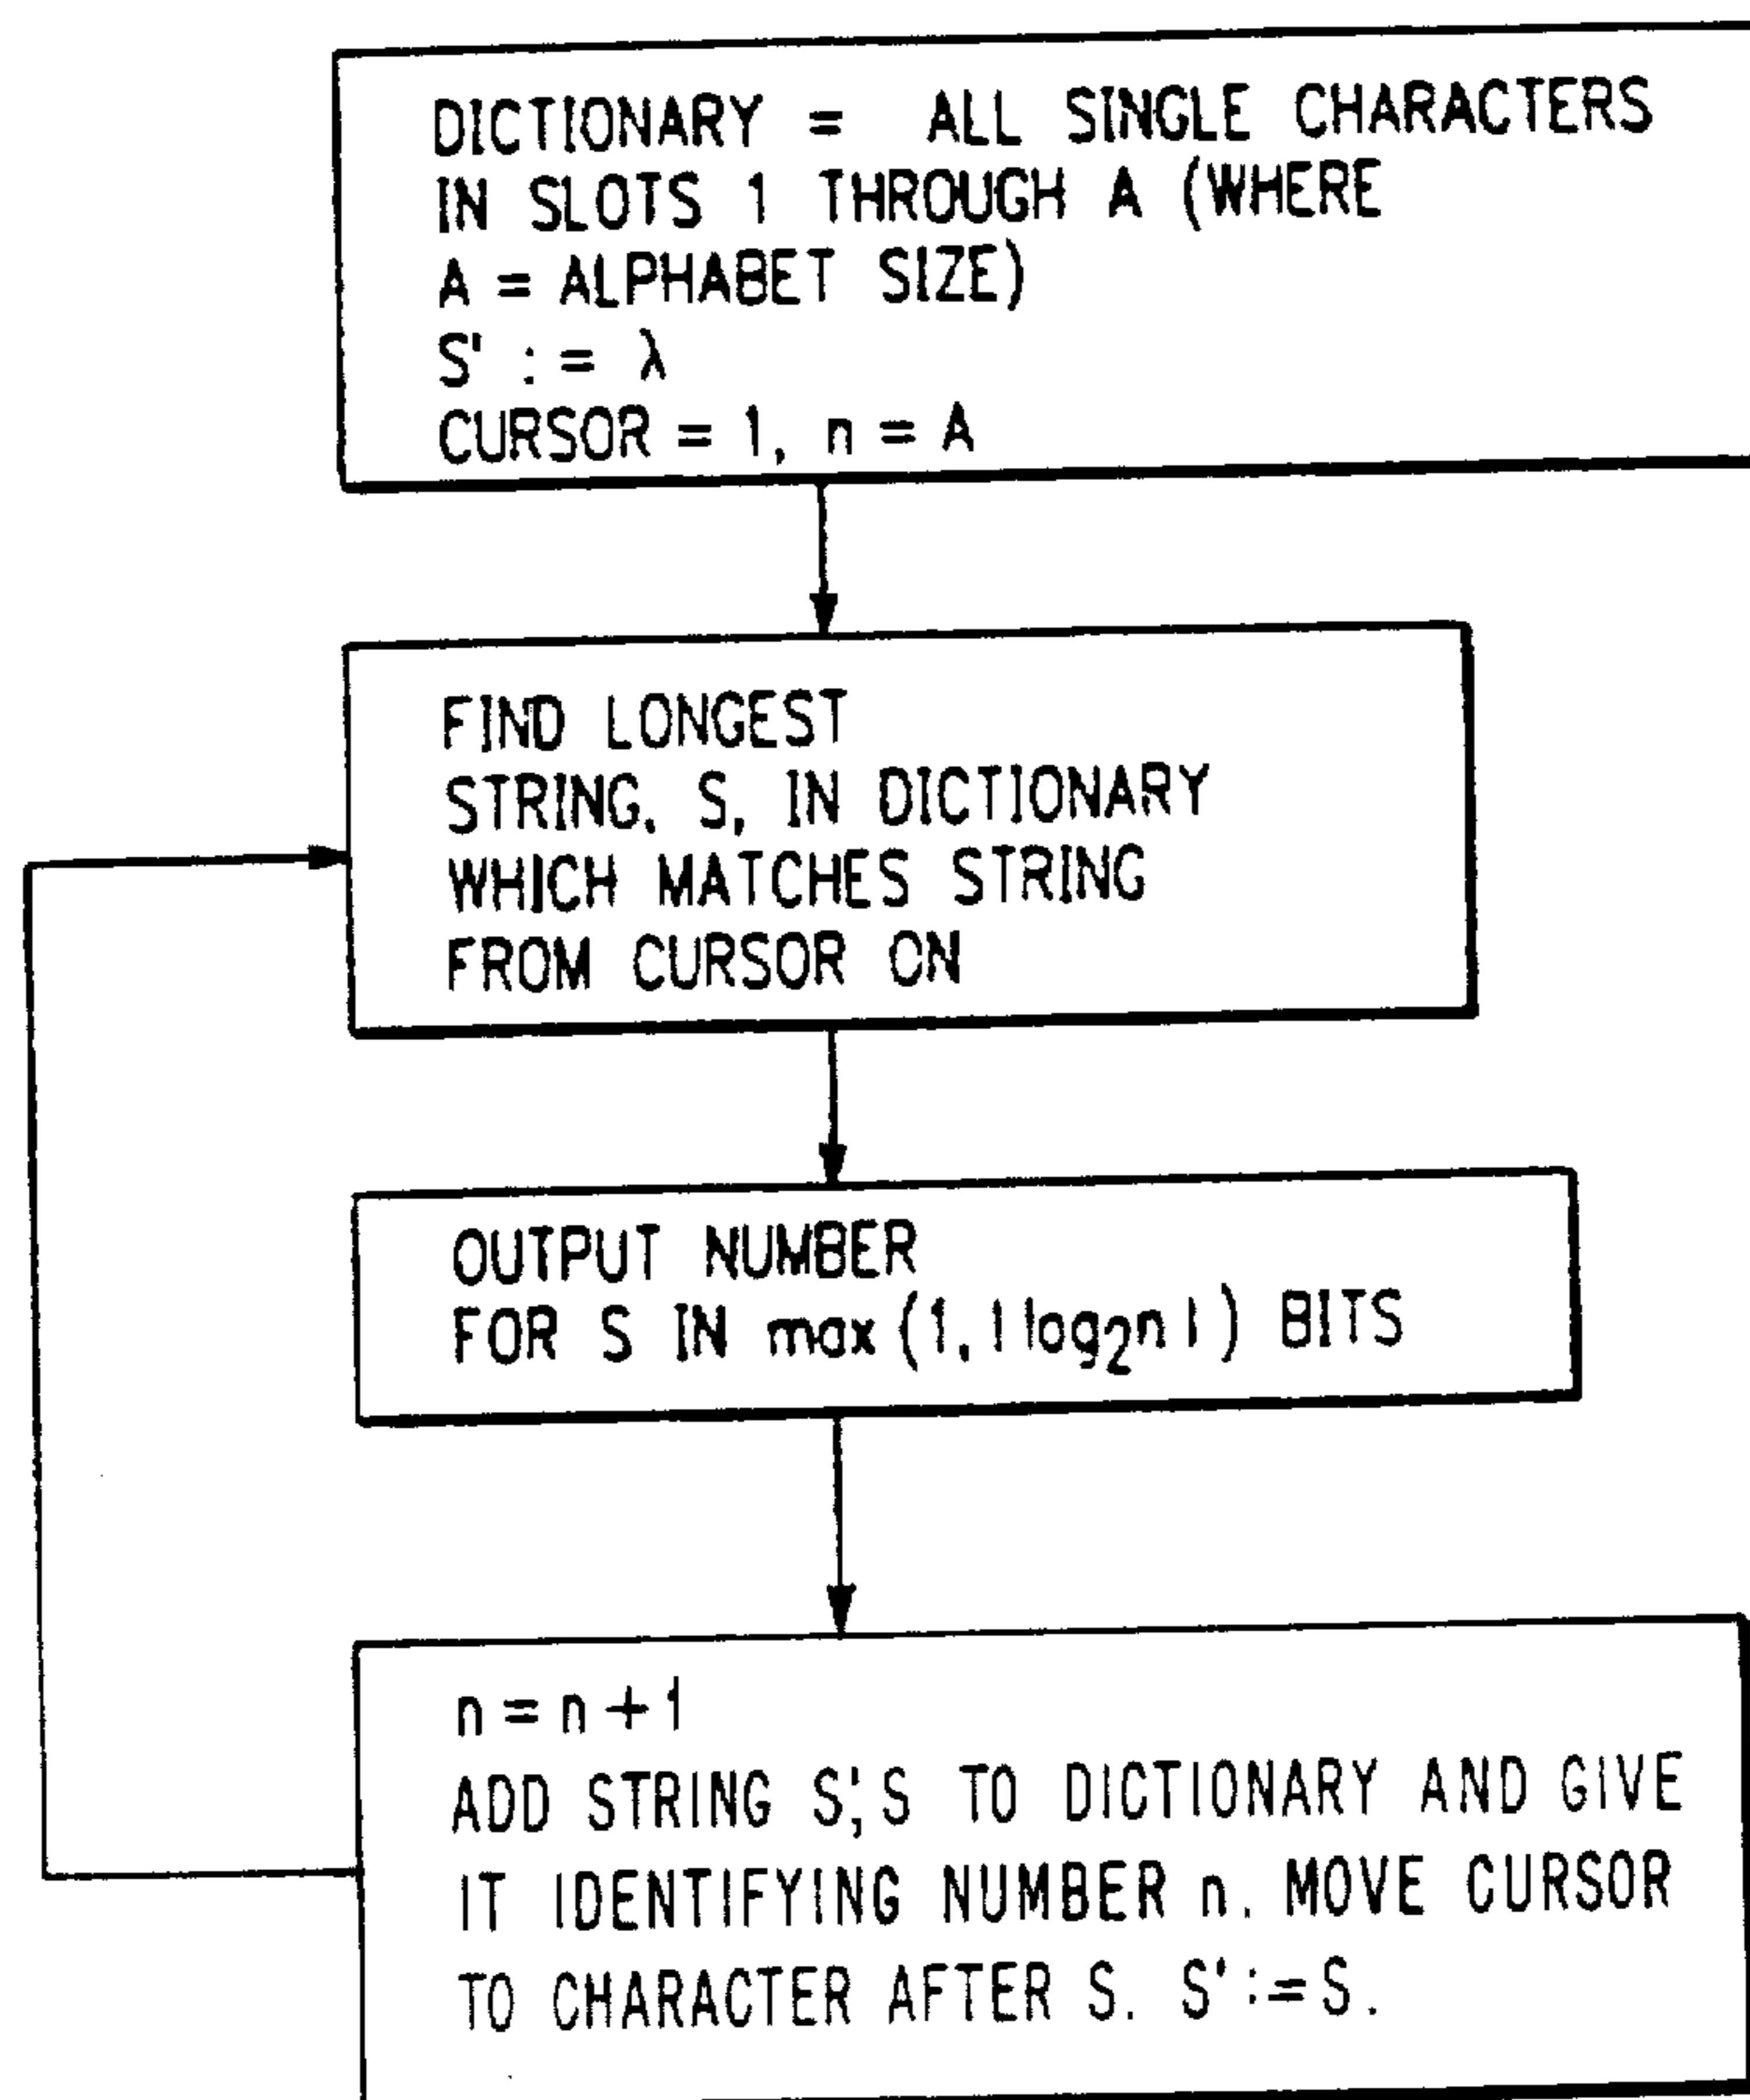 DICTIONARY = ALL SINGLE CHARACTERS
IN SLOTS 1 THROUGH A (WHERE
A = ALPHABET SIZE)
S' := λ
CURSOR = 1, n = A
FIND LONGEST
STRING, S, IN DICTIONARY
WHICH MATCHES STRING
FROM CURSOR ON
OUTPUT NUMBER
FOR S IN max (1, ⌈log₂n⌉) BITS
n = n + 1
ADD STRING S', S TO DICTIONARY AND GIVE
IT IDENTIFYING NUMBER n. MOVE CURSOR
TO CHARACTER AFTER S. S' := S.